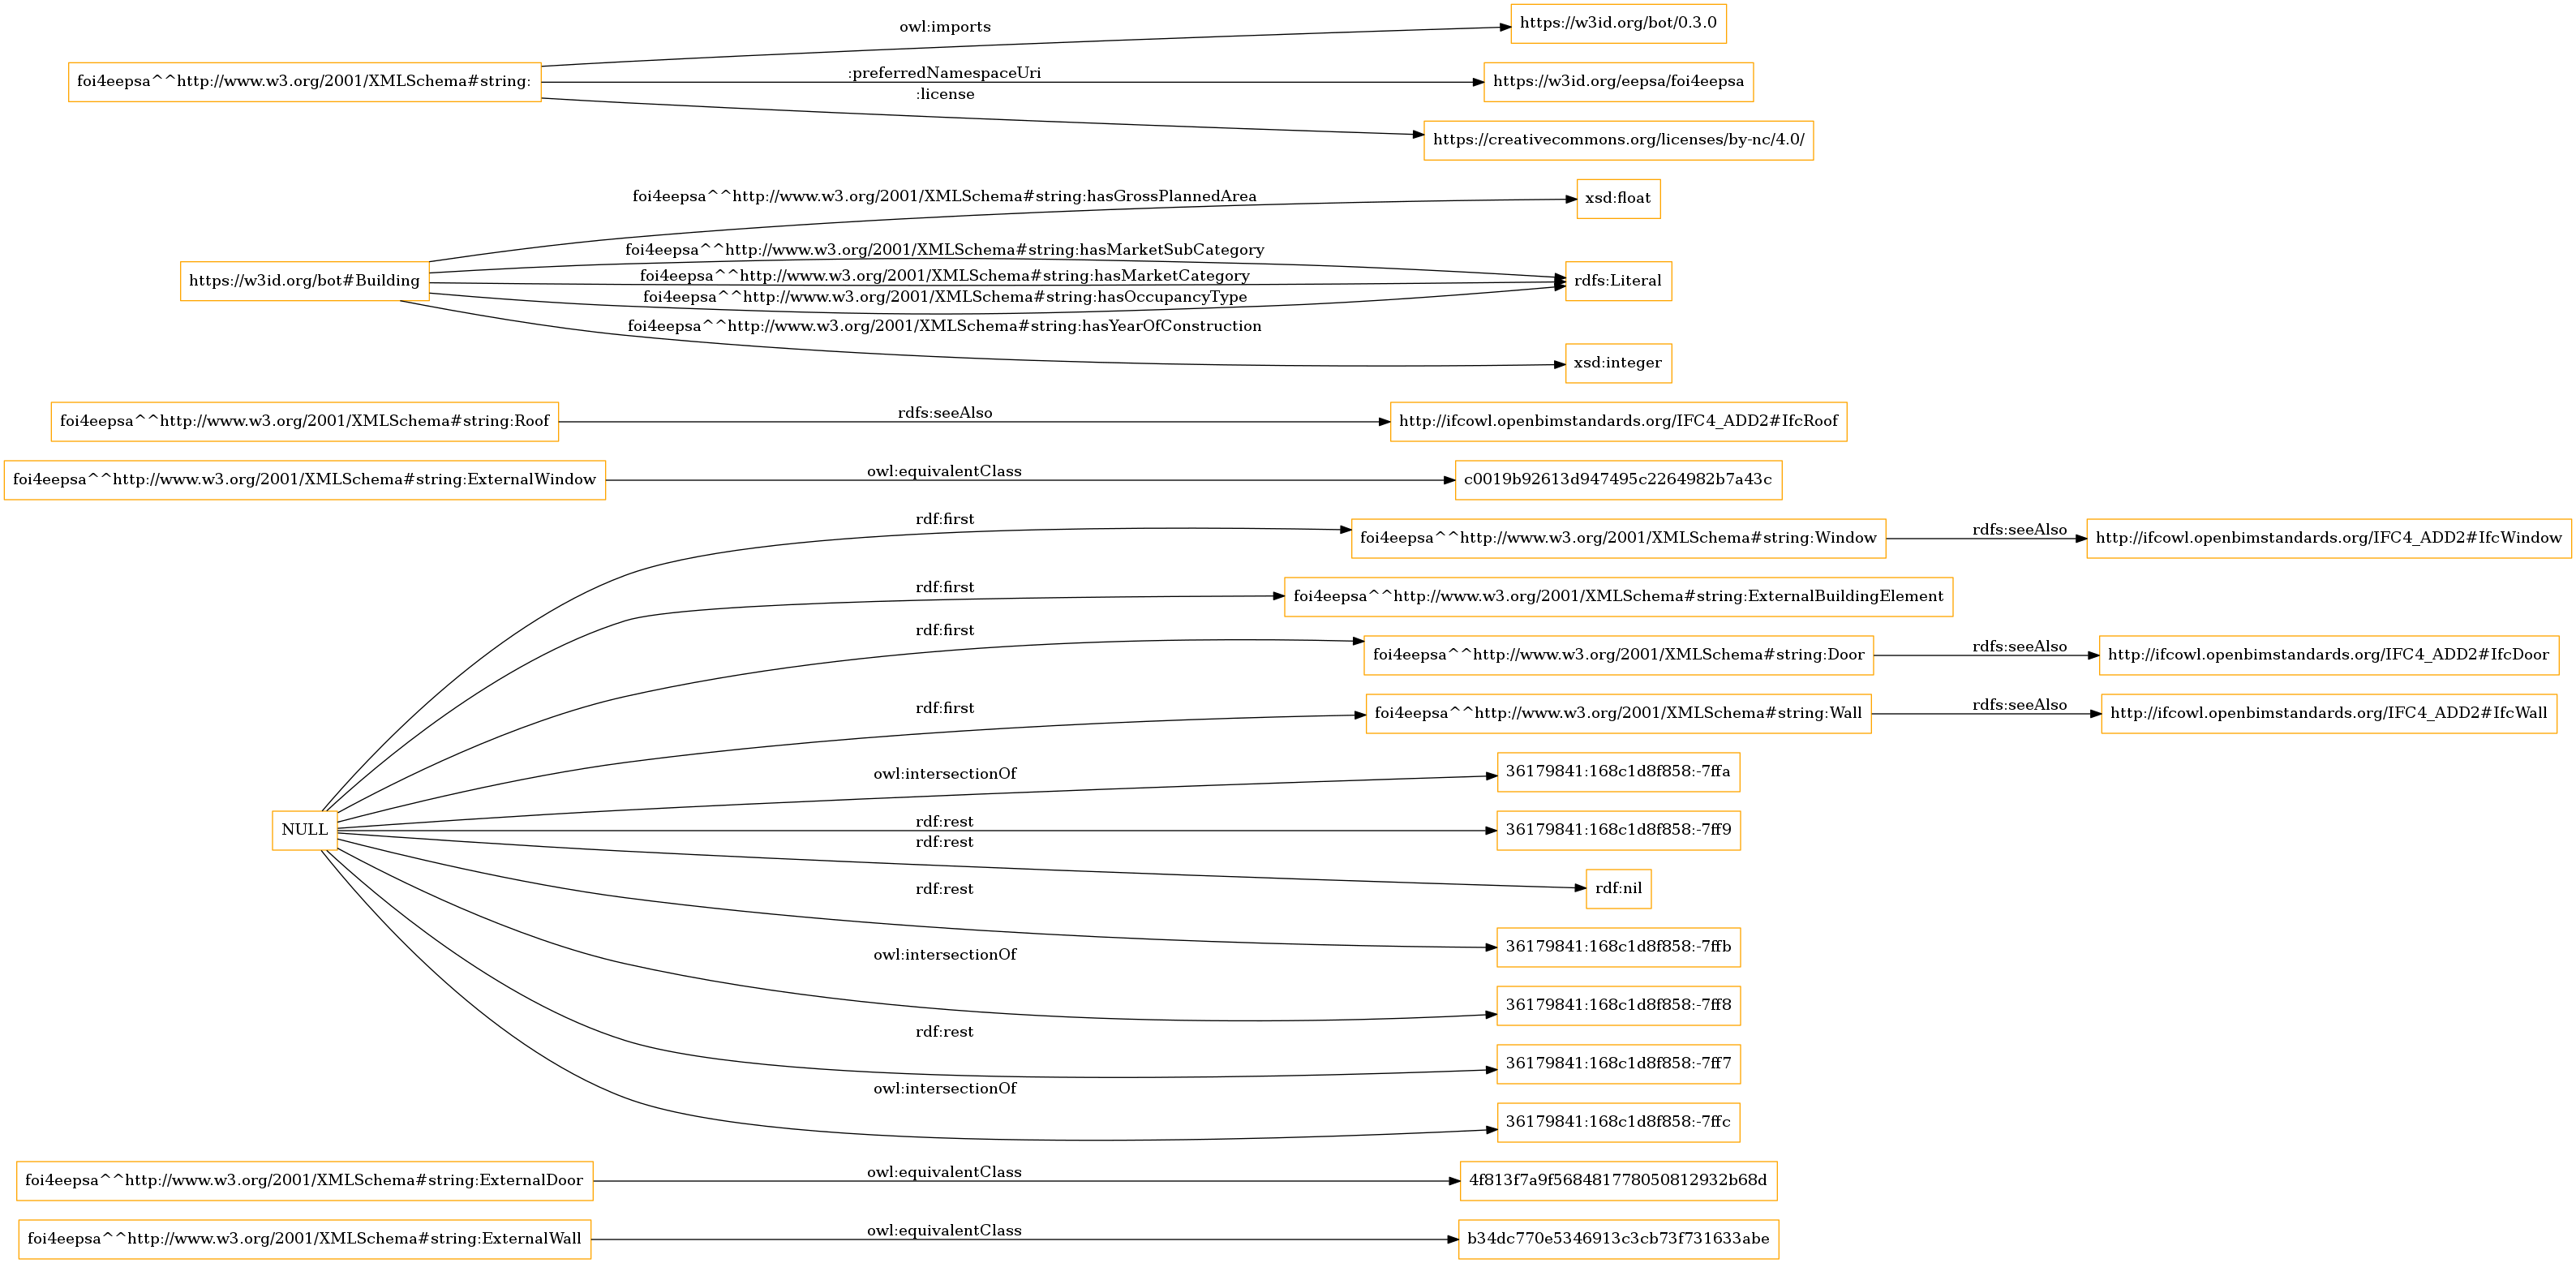 owl:imports
https://w3id.org/bot/0.3.0
foi4eepsa^^http://www.w3.org/2001/XMLSchema#string:
:preferredNamespaceUri
https://w3id.org/eepsa/foi4eepsa
:license
https://creativecommons.org/licenses/by-nc/4.0/
foi4eepsa^^http://www.w3.org/2001/XMLSchema#string:hasGrossPlannedArea
xsd:float
foi4eepsa^^http://www.w3.org/2001/XMLSchema#string:hasMarketSubCategory
https://w3id.org/bot#Building
foi4eepsa^^http://www.w3.org/2001/XMLSchema#string:hasMarketCategory
rdfs:Literal
foi4eepsa^^http://www.w3.org/2001/XMLSchema#string:hasOccupancyType
foi4eepsa^^http://www.w3.org/2001/XMLSchema#string:hasYearOfConstruction
xsd:integer
foi4eepsa^^http://www.w3.org/2001/XMLSchema#string:Roof
rdfs:seeAlso
http://ifcowl.openbimstandards.org/IFC4_ADD2#IfcRoof
foi4eepsa^^http://www.w3.org/2001/XMLSchema#string:ExternalWindow
owl:equivalentClass
c0019b92613d947495c2264982b7a43c
rdf:first
foi4eepsa^^http://www.w3.org/2001/XMLSchema#string:Window
rdfs:seeAlso
http://ifcowl.openbimstandards.org/IFC4_ADD2#IfcWindow
rdf:first
foi4eepsa^^http://www.w3.org/2001/XMLSchema#string:ExternalBuildingElement
rdf:first
foi4eepsa^^http://www.w3.org/2001/XMLSchema#string:Door
rdfs:seeAlso
http://ifcowl.openbimstandards.org/IFC4_ADD2#IfcDoor
rdf:first
foi4eepsa^^http://www.w3.org/2001/XMLSchema#string:Wall
rdfs:seeAlso
http://ifcowl.openbimstandards.org/IFC4_ADD2#IfcWall
owl:intersectionOf
36179841:168c1d8f858:-7ffa
NULL
rdf:rest
36179841:168c1d8f858:-7ff9
rdf:rest
rdf:nil
rdf:rest
36179841:168c1d8f858:-7ffb
owl:intersectionOf
36179841:168c1d8f858:-7ff8
rdf:rest
36179841:168c1d8f858:-7ff7
owl:intersectionOf
36179841:168c1d8f858:-7ffc
foi4eepsa^^http://www.w3.org/2001/XMLSchema#string:ExternalDoor
owl:equivalentClass
4f813f7a9f568481778050812932b68d
foi4eepsa^^http://www.w3.org/2001/XMLSchema#string:ExternalWall
owl:equivalentClass
b34dc770e5346913c3cb73f731633abe